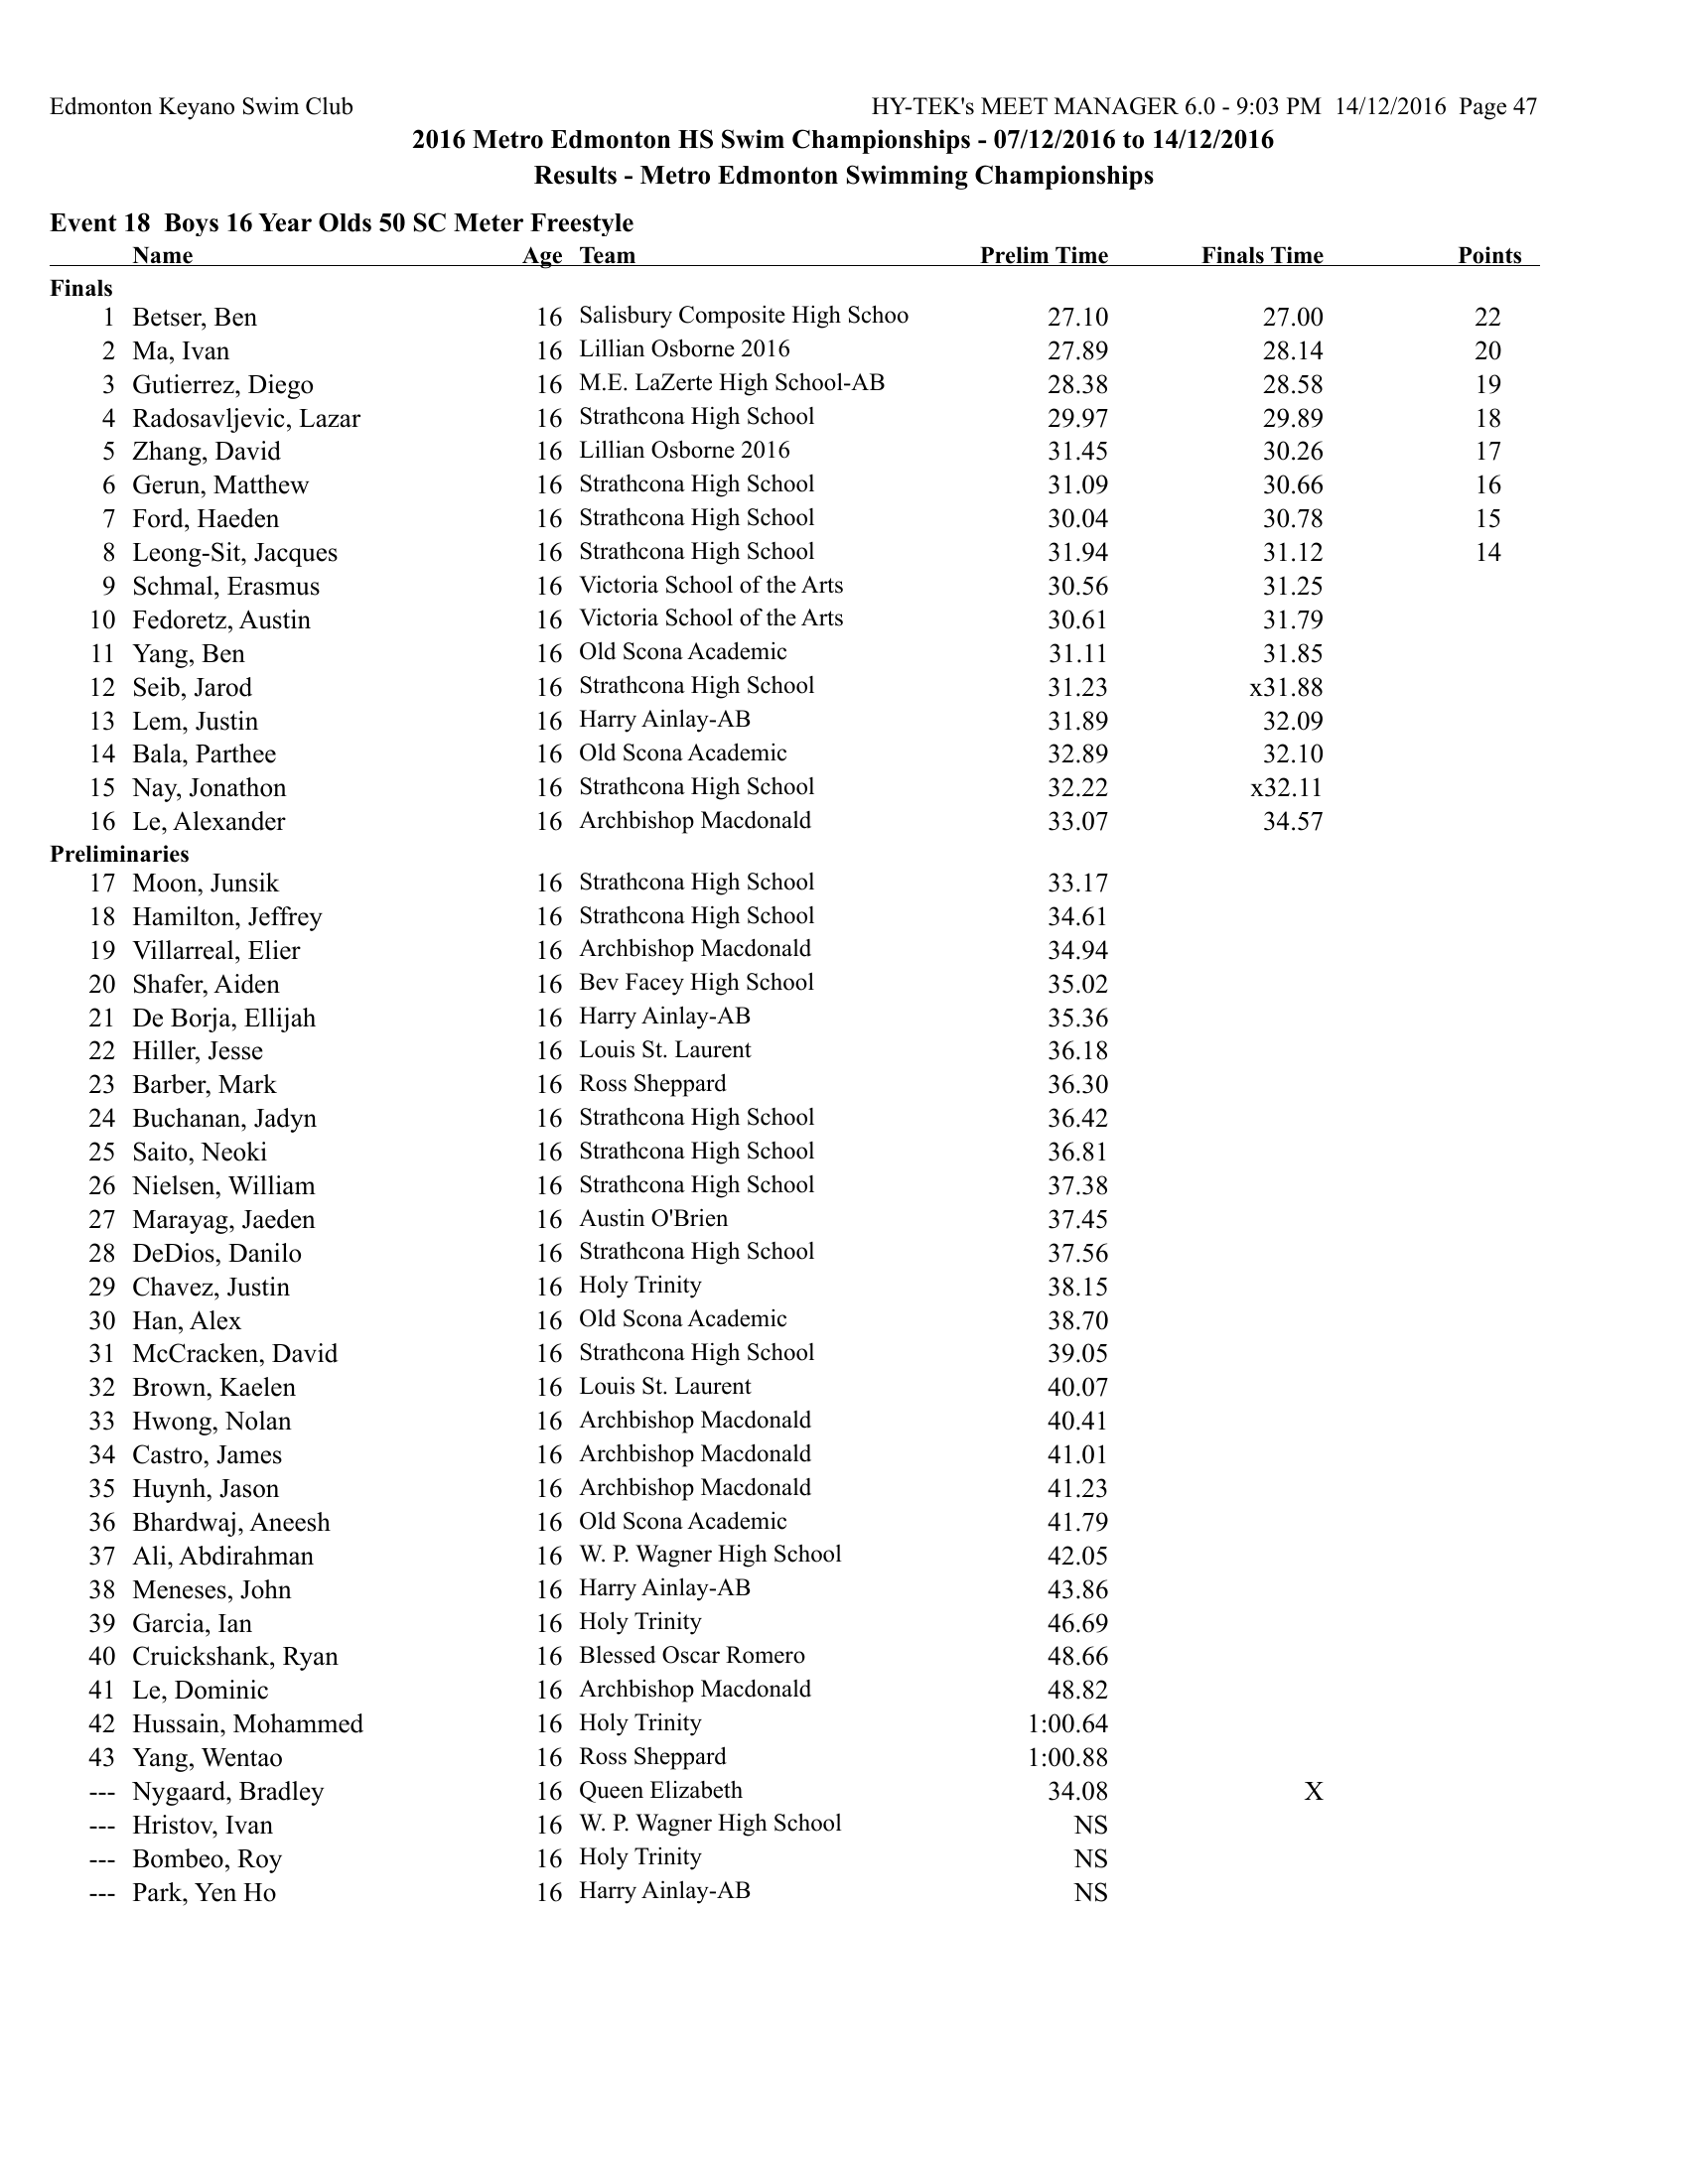 Edmonton Keyano Swim Club HY-TEK's MEET MANAGER 6.0 - 9:03 PM 14/12/2016 Page 47
2016 Metro Edmonton HS Swim Championships - 07/12/2016 to 14/12/2016
Results - Metro Edmonton Swimming Championships
Event 18 Boys 16 Year Olds 50 SC Meter Freestyle
Name Age Team Prelim Time Finals Time Points
Finals
1 Betser, Ben 16 Salisbury Composite High Schoo 27.10 27.00 22
2 Ma, Ivan 16 Lillian Osborne 2016 27.89 28.14 20
3 Gutierrez, Diego 16 M.E. LaZerte High School-AB 28.38 28.58 19
4 Radosavljevic, Lazar 16 Strathcona High School 29.97 29.89 18
5 Zhang, David 16 Lillian Osborne 2016 31.45 30.26 17
6 Gerun, Matthew 16 Strathcona High School 31.09 30.66 16
7 Ford, Haeden 16 Strathcona High School 30.04 30.78 15
8 Leong-Sit, Jacques 16 Strathcona High School 31.94 31.12 14
9 Schmal, Erasmus 16 Victoria School of the Arts 30.56 31.25
10 Fedoretz, Austin 16 Victoria School of the Arts 30.61 31.79
11 Yang, Ben 16 Old Scona Academic 31.11 31.85
12 Seib, Jarod 16 Strathcona High School 31.23 x31.88
13 Lem, Justin 16 Harry Ainlay-AB 31.89 32.09
14 Bala, Parthee 16 Old Scona Academic 32.89 32.10
15 Nay, Jonathon 16 Strathcona High School 32.22 x32.11
16 Le, Alexander 16 Archbishop Macdonald 33.07 34.57
Preliminaries
17 Moon, Junsik 16 Strathcona High School 33.17
18 Hamilton, Jeffrey 16 Strathcona High School 34.61
19 Villarreal, Elier 16 Archbishop Macdonald 34.94
20 Shafer, Aiden 16 Bev Facey High School 35.02
21 De Borja, Ellijah 16 Harry Ainlay-AB 35.36
22 Hiller, Jesse 16 Louis St. Laurent 36.18
23 Barber, Mark 16 Ross Sheppard 36.30
24 Buchanan, Jadyn 16 Strathcona High School 36.42
25 Saito, Neoki 16 Strathcona High School 36.81
26 Nielsen, William 16 Strathcona High School 37.38
27 Marayag, Jaeden 16 Austin O'Brien 37.45
28 DeDios, Danilo 16 Strathcona High School 37.56
29 Chavez, Justin 16 Holy Trinity 38.15
30 Han, Alex 16 Old Scona Academic 38.70
31 McCracken, David 16 Strathcona High School 39.05
32 Brown, Kaelen 16 Louis St. Laurent 40.07
33 Hwong, Nolan 16 Archbishop Macdonald 40.41
34 Castro, James 16 Archbishop Macdonald 41.01
35 Huynh, Jason 16 Archbishop Macdonald 41.23
36 Bhardwaj, Aneesh 16 Old Scona Academic 41.79
37 Ali, Abdirahman 16 W. P. Wagner High School 42.05
38 Meneses, John 16 Harry Ainlay-AB 43.86
39 Garcia, Ian 16 Holy Trinity 46.69
40 Cruickshank, Ryan 16 Blessed Oscar Romero 48.66
41 Le, Dominic 16 Archbishop Macdonald 48.82
42 Hussain, Mohammed 16 Holy Trinity 1:00.64
43 Yang, Wentao 16 Ross Sheppard 1:00.88
--- Nygaard, Bradley 16 Queen Elizabeth 34.08 X
--- Hristov, Ivan 16 W. P. Wagner High School NS
--- Bombeo, Roy 16 Holy Trinity NS
--- Park, Yen Ho 16 Harry Ainlay-AB NS